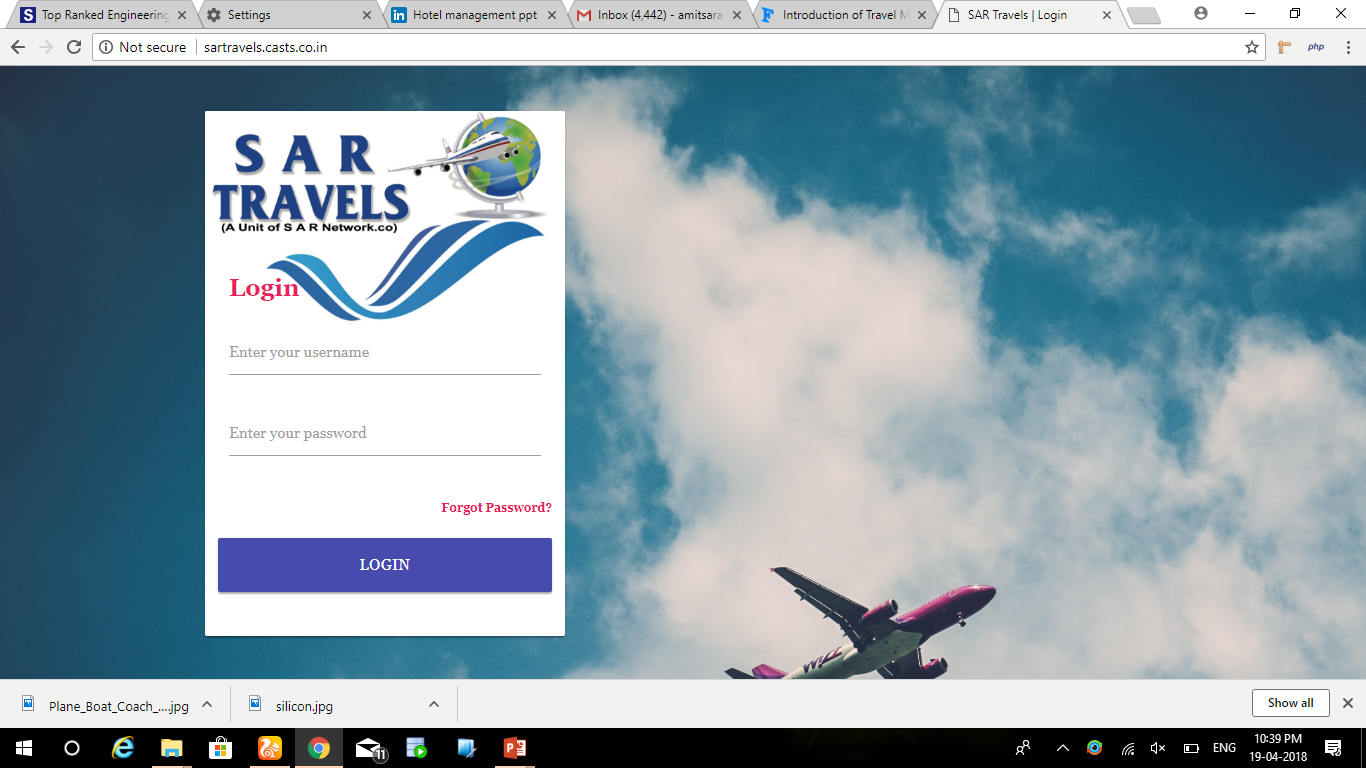 Top Ranked Engineering
Settings
Hotel management ppt
Inbox (4,442) - amitsara
Introduction of Travel M
SAR Travels | Login
Not secure
sartravels.casts.co.in
php
S A R
TRAVELS
(A Unit of S A R Network.co)
Login
Enter your username
Enter your password
Forgot Password?
LOGIN
WIZZ
Plane_Boat_Coach_....jpg
silicon.jpg
Show all
11
ENG
10:39 PM
19-04-2018